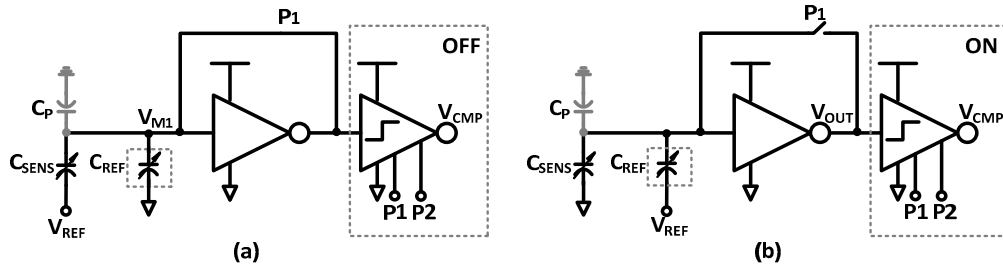 P1
OFF
CP
VM1
VCMP
CSENS
CREF
P1 P2
VREF
(a)
P1
ON
CP
VOUT
VCMP
CSENS
CREF
P1 P2
VREF
(b)